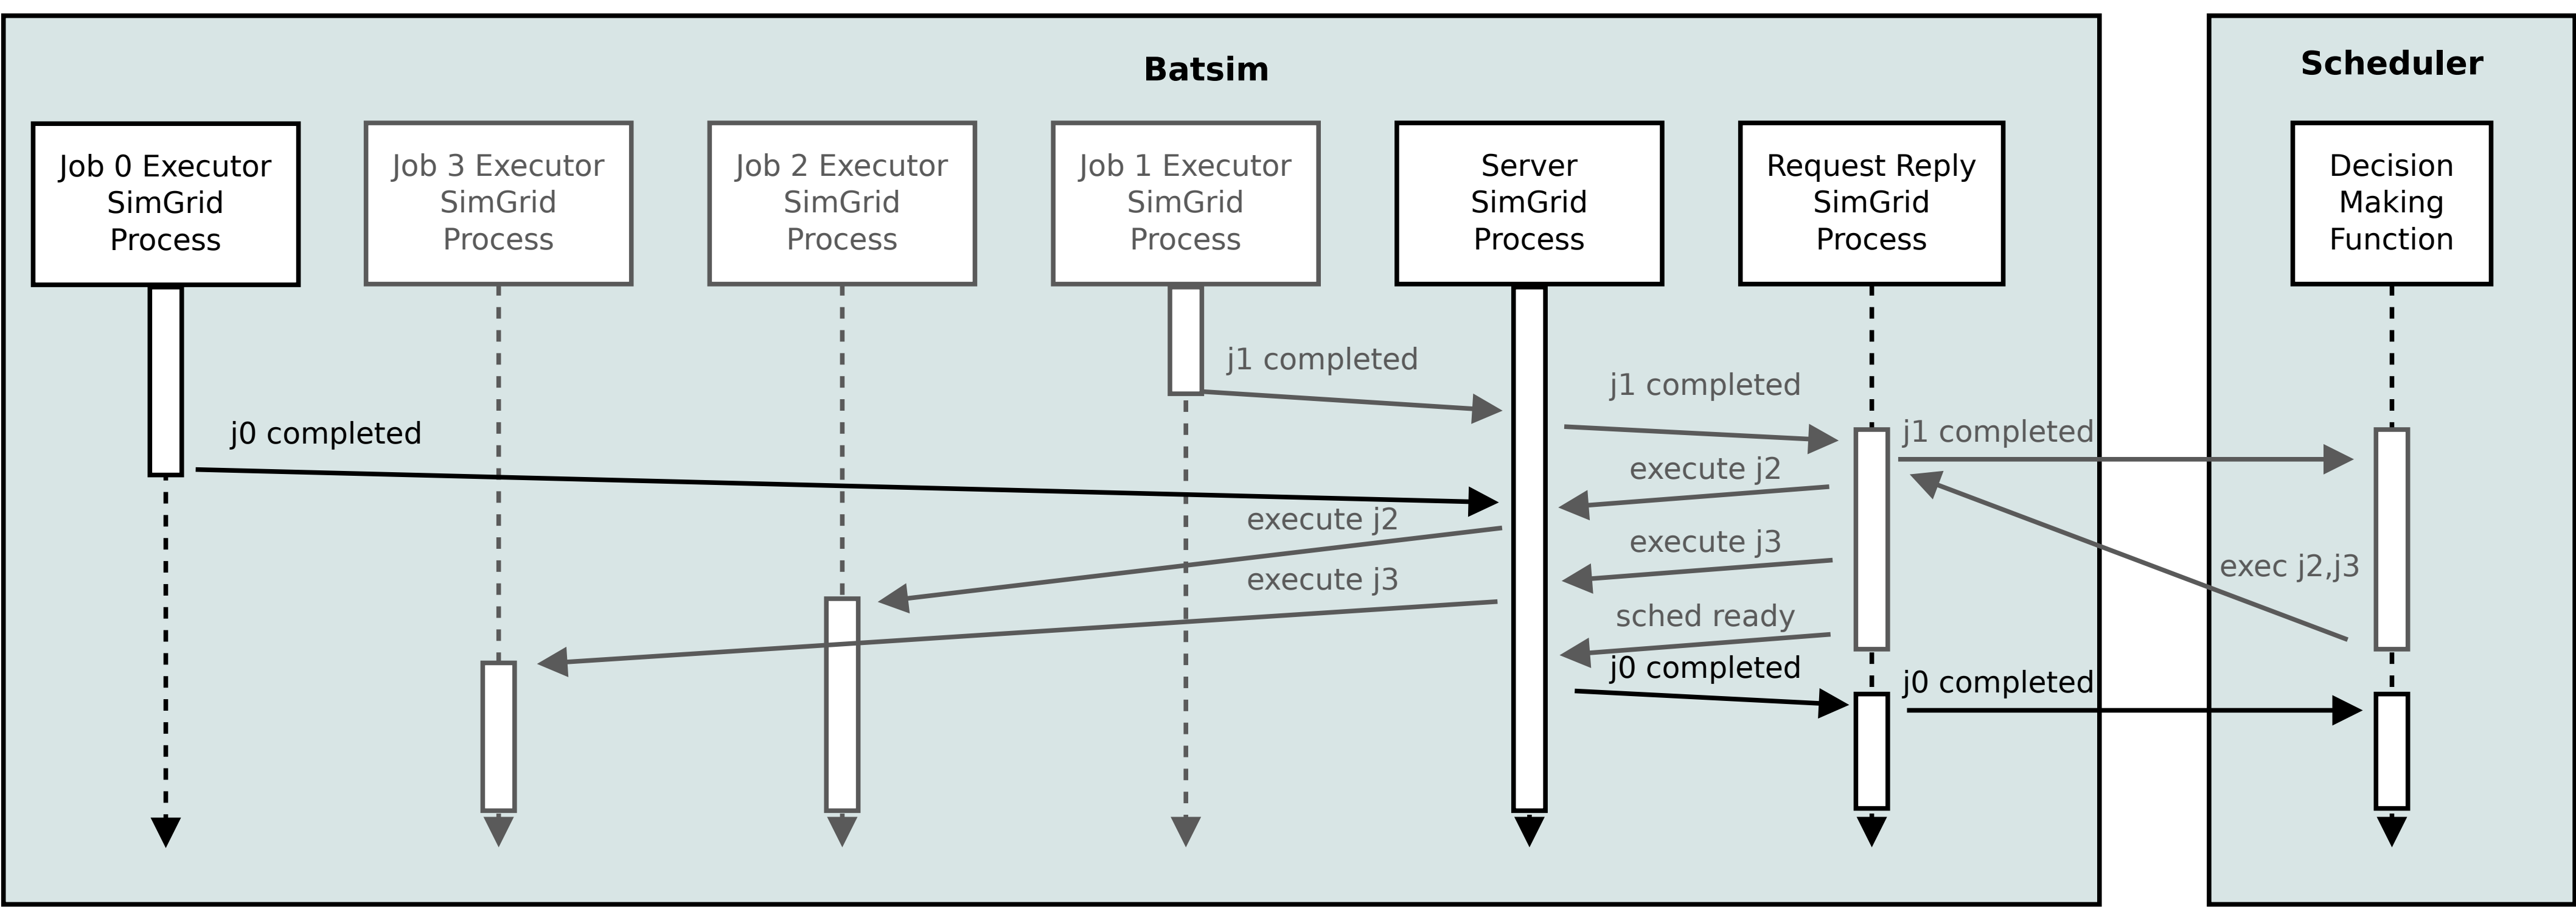 Batsim
Scheduler
Job 0 Executor
SimGrid
Process
Job 3 Executor
SimGrid
Process
Job 2 Executor
SimGrid
Process
Job 1 Executor
SimGrid
Process
Server
SimGrid
Process
Request Reply
SimGrid
Process
Decision
Making
Function
j1 completed
j1 completed
j1 completed
j0 completed
execute j2
execute j2
execute j3
exec j2,j3
execute j3
sched ready
j0 completed
j0 completed